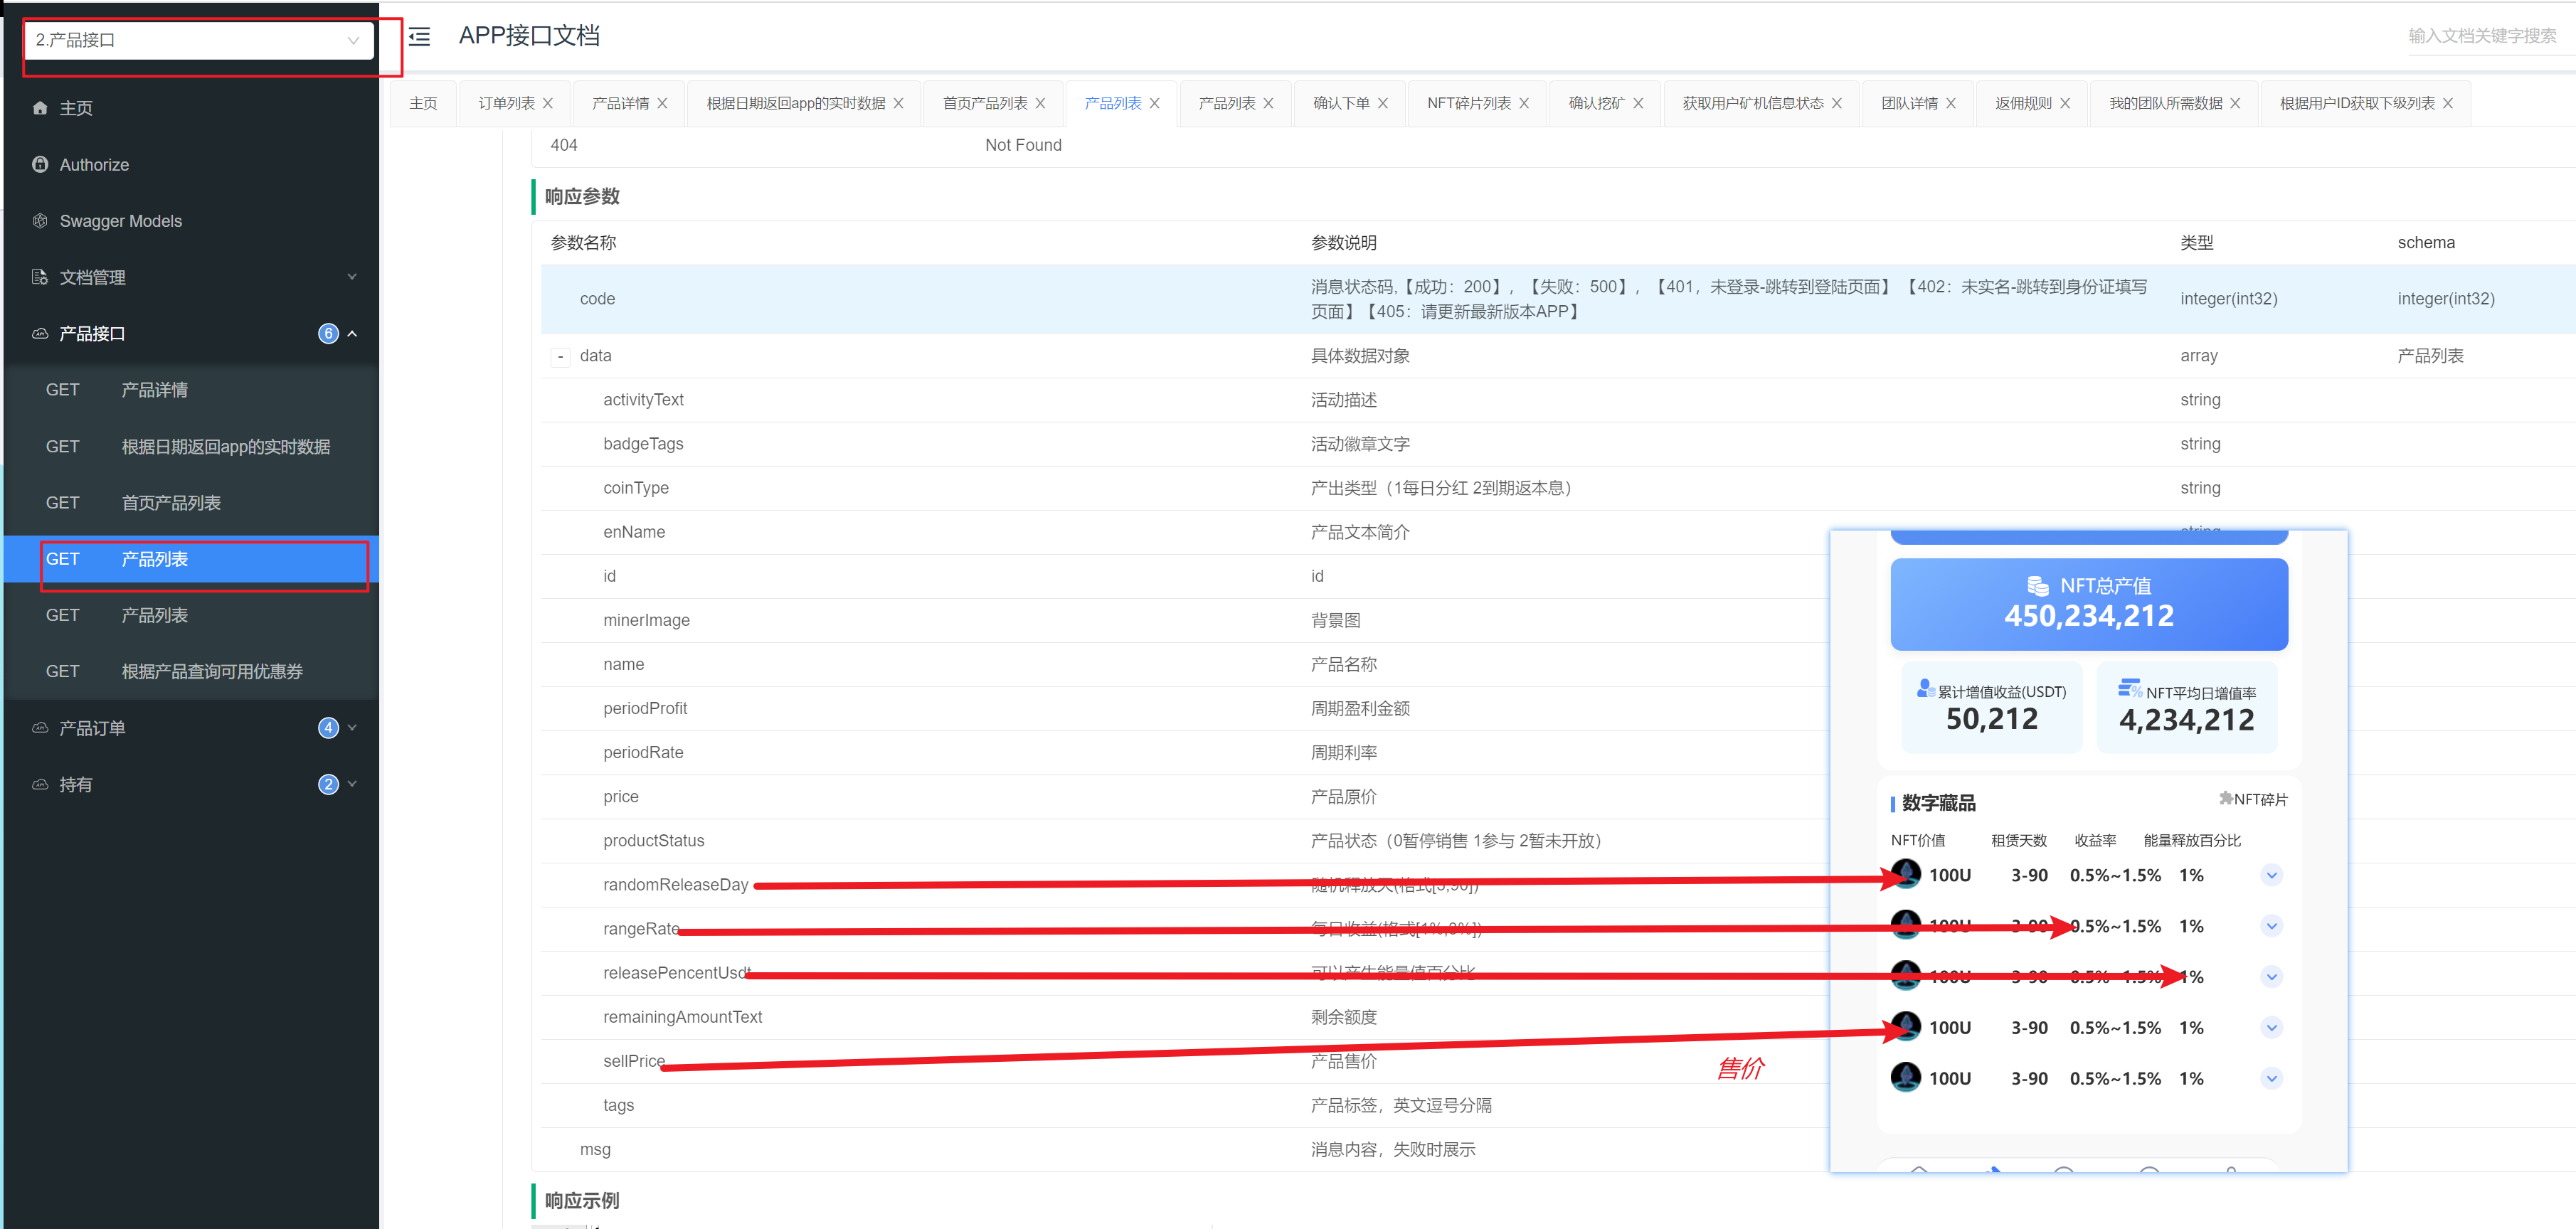 2.产品接口
APP接口文档
输入文档关键字搜索
主页
订单列表
产品详情
根据日期返回app的实时数据
首页产品列表
产品列表
产品列表
确认下单
NFT碎片列表
确认挖矿
获取用户矿机信息状态
团队详情
返佣规则
我的团队所需数据
根据用户ID获取下级列表
主页
Authorize
Swagger Models
文档管理
产品接口 6
GET 产品详情
GET 根据日期返回app的实时数据
GET 首页产品列表
GET 产品列表
GET 产品列表
GET 根据产品查询可用优惠券
产品订单 4
持有 2
404 Not Found
响应参数
参数名称 参数说明 类型 schema
code 消息状态码,【成功：200】，【失败：500】，【401，未登录-跳转到登陆页面】【402：未实名-跳转到身份证填写
页面】【405：请更新最新版本APP】 integer(int32) integer(int32)
- data 具体数据对象 array 产品列表
activityText 活动描述 string
badgeTags 活动徽章文字 string
coinType 产出类型（1每日分红 2到期返本息） string
enName 产品文本简介 string
id id
minerImage 背景图
name 产品名称
periodProfit 周期盈利金额
periodRate 周期利率
price 产品原价
productStatus 产品状态（0暂停销售 1参与 2暂未开放）
randomReleaseDay 随机释放天(格式[3,90])
rangeRate 每日收益(格式[1%,3%])
releasePencentUsdt 可以产生能量值百分比
remainingAmountText 剩余额度
sellPrice 产品售价
tags 产品标签，英文逗号分隔
msg 消息内容，失败时展示
响应示例
售价
NFT总产值
450,234,212
累计增值收益(USDT)
50,212
NFT平均日增值率
4,234,212
数字藏品
NFT碎片
NFT价值 租赁天数 收益率 能量释放百分比
100U 3-90 0.5%~1.5% 1%
100U 3-90 0.5%~1.5% 1%
100U 3-90 0.5%~1.5% 1%
100U 3-90 0.5%~1.5% 1%
100U 3-90 0.5%~1.5% 1%